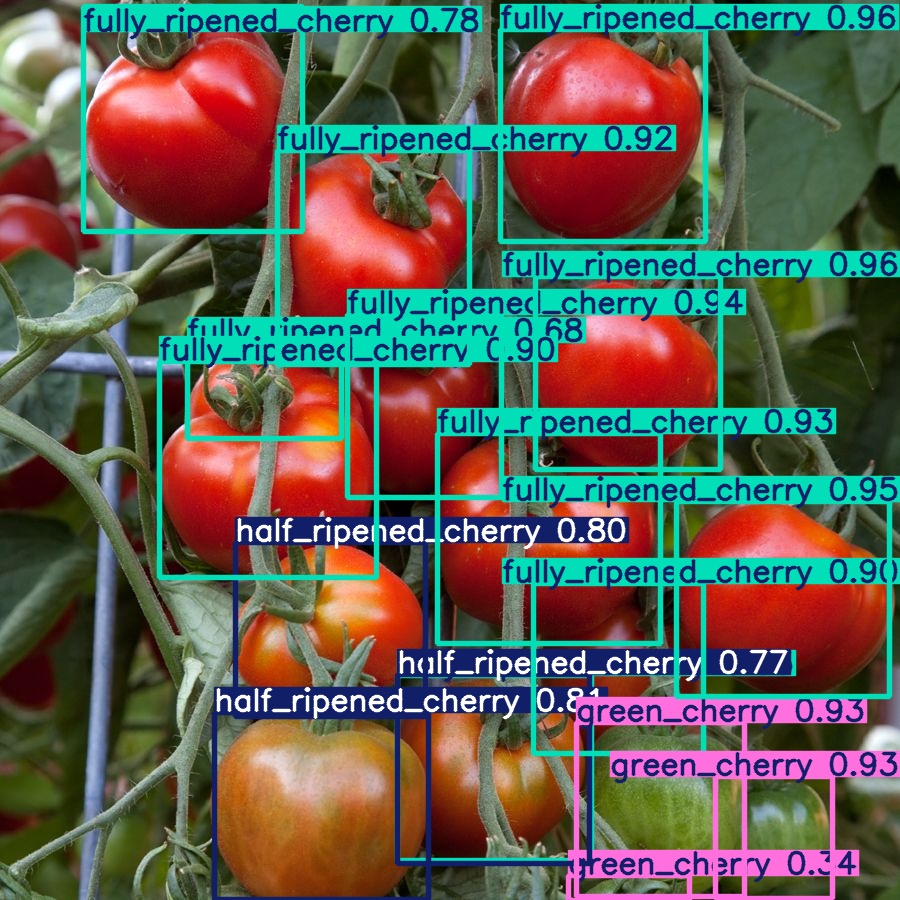 fully_ripened_cherry 0.78
fully_ripened_cherry 0.96
fully_ripened_cherry 0.92
fully_ripened_cherry 0.96
fully_ripened_cherry 0.94
fully_ripened_cherry 0.68
fully_ripened_cherry 0.90
fully_ripened_cherry 0.93
fully_ripened_cherry 0.95
half_ripened_cherry 0.80
fully_ripened_cherry 0.90
half_ripened_cherry 0.77
half_ripened_cherry 0.81
green_cherry 0.93
green_cherry 0.93
green_cherry 0.34